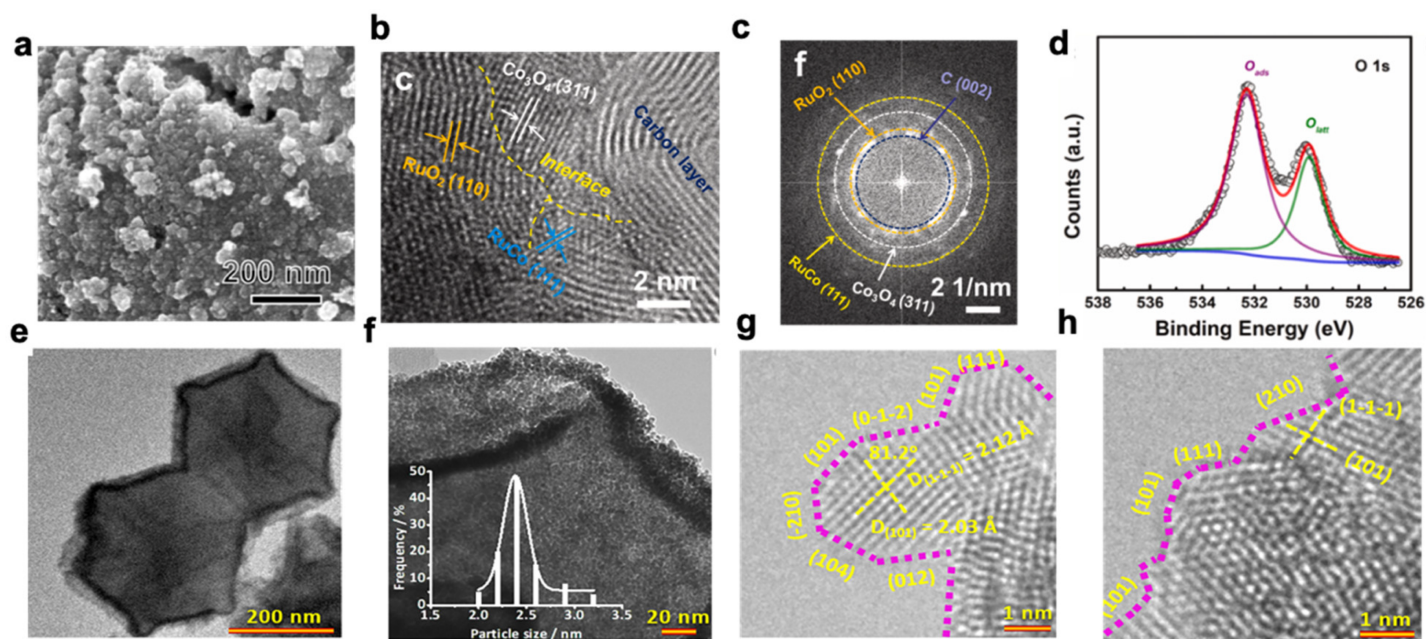 a
200 nm
b
C
Co₃O₄ (311)
RuO₂ (110)
Interface
Carbon layer
RuCo (111)
2 nm
c
f
RuO₂ (110)
C (002)
RuCo (111)
Co₃O₄ (311)
2 1/nm
d
O 1s
Oads
Olatt
Counts (a.u.)
538 536 534 532 530 528 526
Binding Energy (eV)
e
200 nm
f
50
40
30
20
10
0
Frequency / %
1.5 2.0 2.5 3.0 3.5
Particle size / nm
20 nm
g
(111)
(101)
(0-1-2)
(101)
81.2°
D(1-1-1) = 2.12 Å
D(101) = 2.03 Å
(-210)
(104)
(012)
1 nm
h
(210)
(1-1-1)
(111)
(101)
(101)
(101)
1 nm